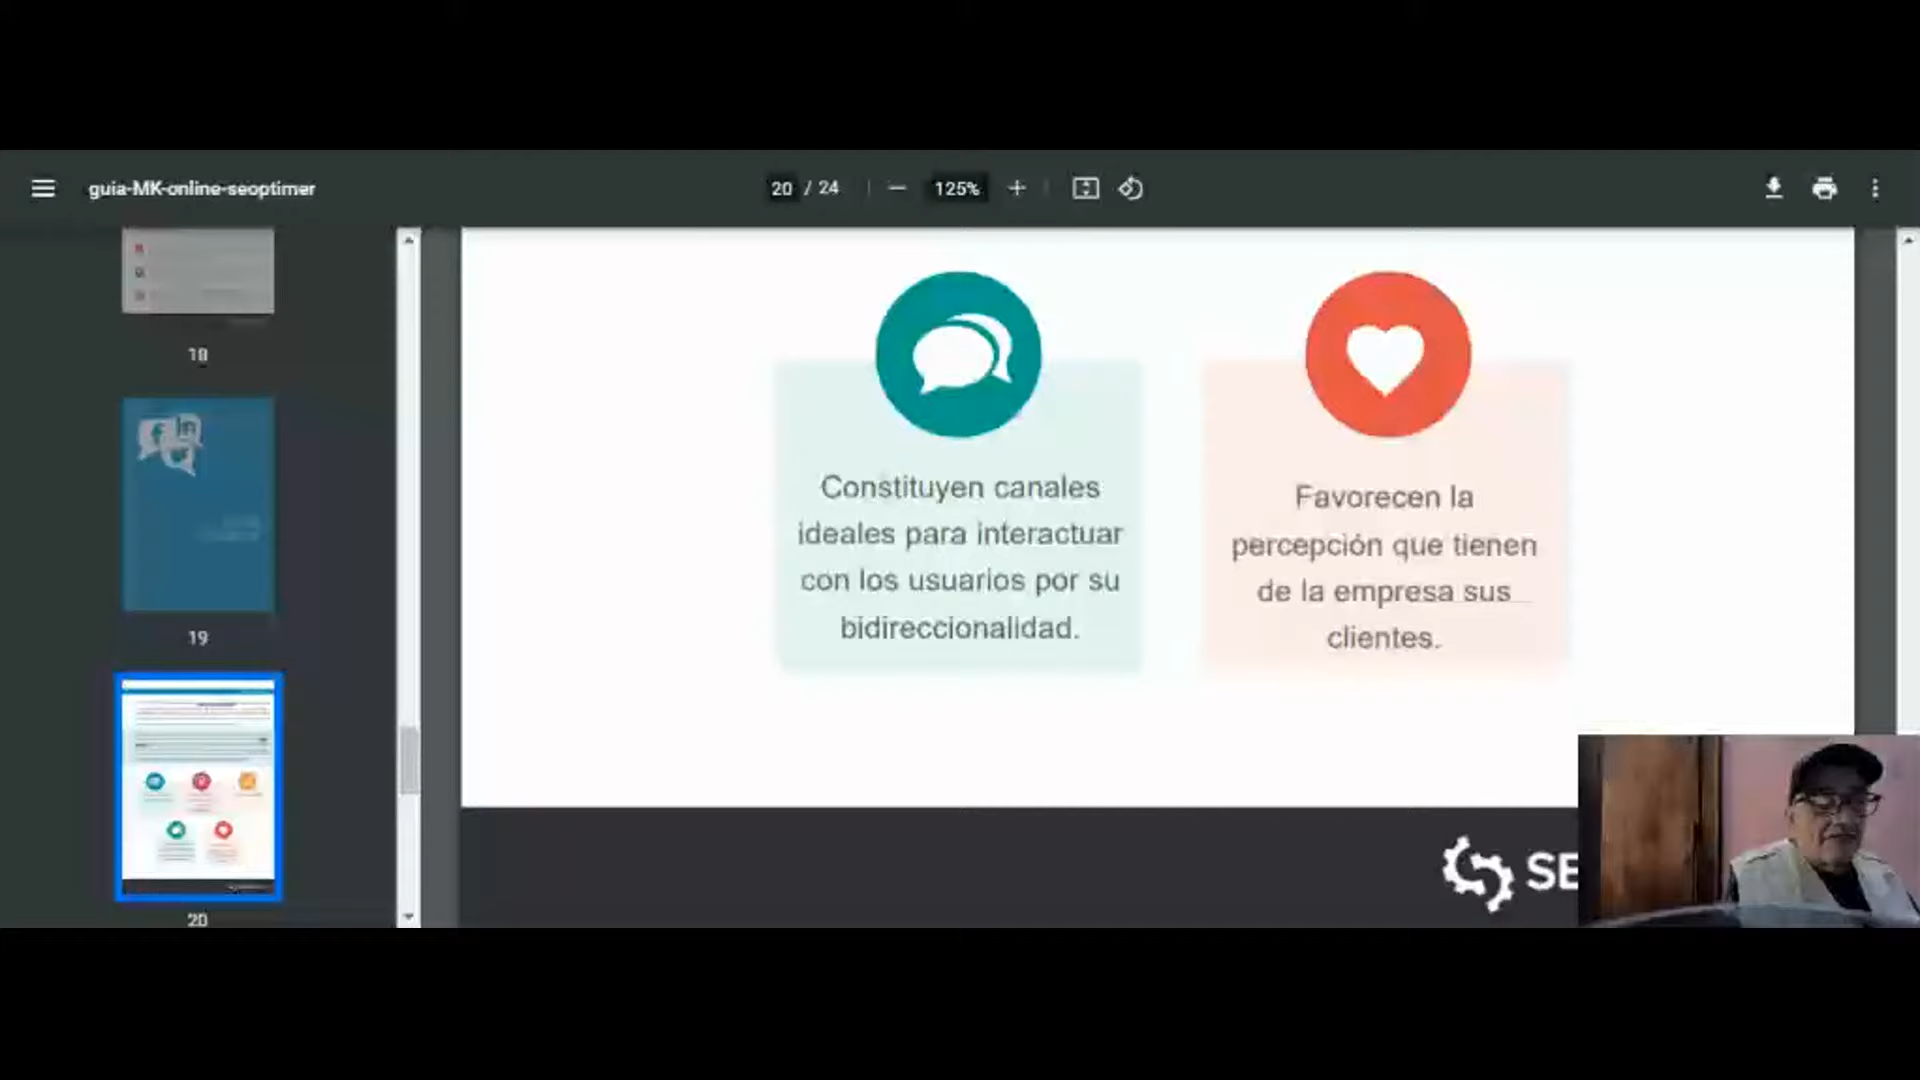 guia-MK-online-seoptimer
20 / 24
125%
18
f in
19
20
Constituyen canales
ideales para interactuar
con los usuarios por su
bidireccionalidad.
Favorecen la
percepción que tienen
de la empresa sus
clientes.
SE